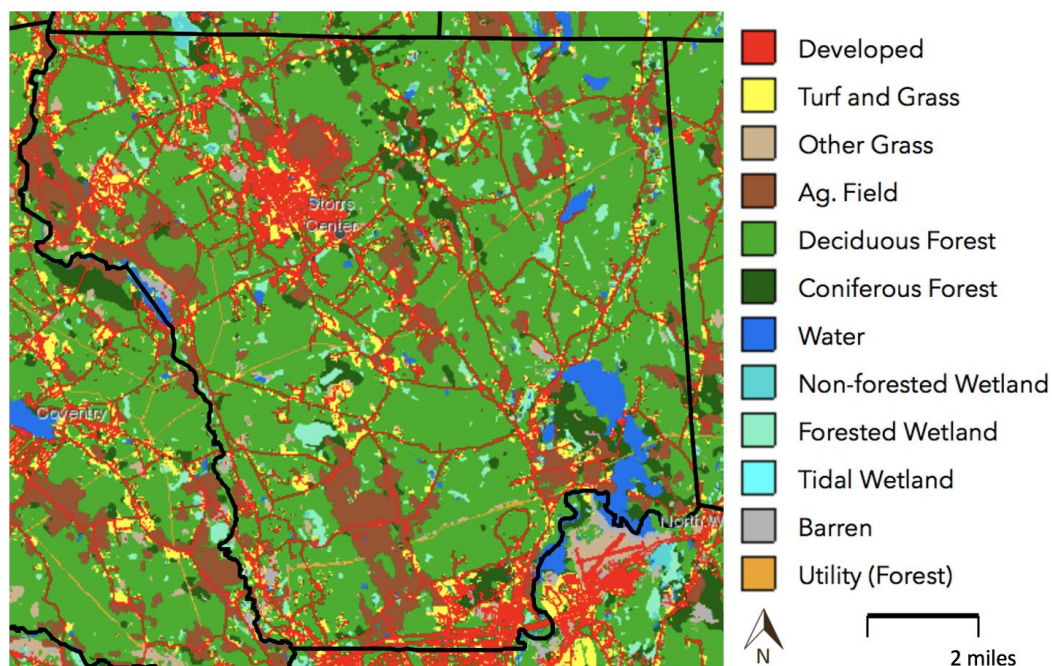 Storrs
Center
Coventry
North W
Developed
Turf and Grass
Other Grass
Ag. Field
Deciduous Forest
Coniferous Forest
Water
Non-forested Wetland
Forested Wetland
Tidal Wetland
Barren
Utility (Forest)
N
2 miles